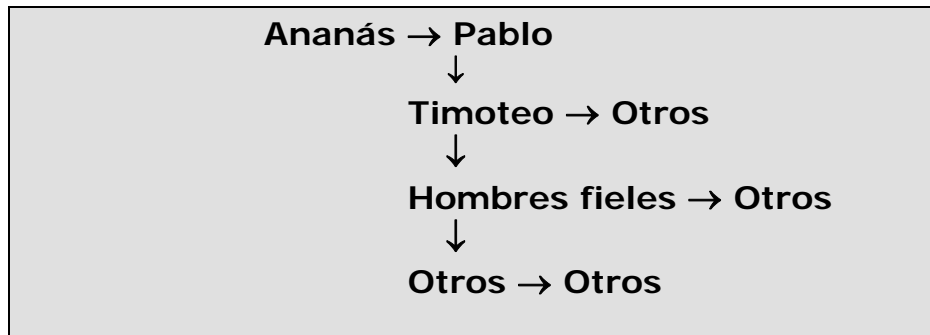 Ananás → Pablo
↓
Timoteo → Otros
↓
Hombres fieles → Otros
↓
Otros → Otros